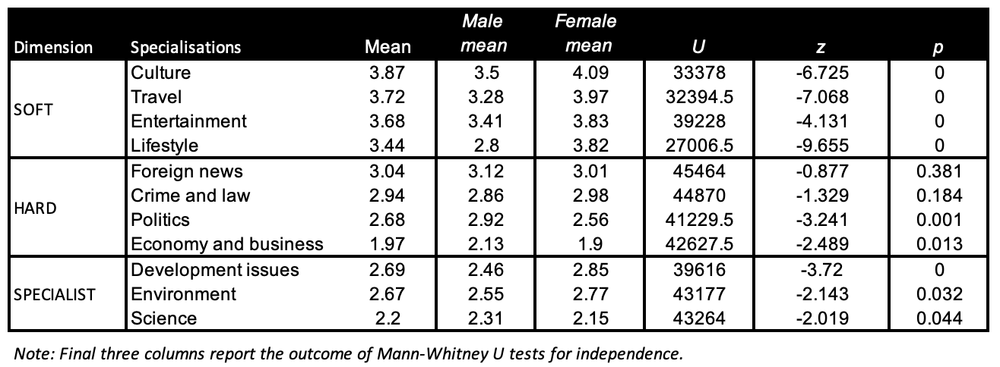 Dimension Specialisations Mean Male mean Female mean U z p
SOFT
Culture 3.87 3.5 4.09 33378 -6.725 0
Travel 3.72 3.28 3.97 32394.5 -7.068 0
Entertainment 3.68 3.41 3.83 39228 -4.131 0
Lifestyle 3.44 2.8 3.82 27006.5 -9.655 0
HARD
Foreign news 3.04 3.12 3.01 45464 -0.877 0.381
Crime and law 2.94 2.86 2.98 44870 -1.329 0.184
Politics 2.68 2.92 2.56 41229.5 -3.241 0.001
Economy and business 1.97 2.13 1.9 42627.5 -2.489 0.013
SPECIALIST
Development issues 2.69 2.46 2.85 39616 -3.72 0
Environment 2.67 2.55 2.77 43177 -2.143 0.032
Science 2.2 2.31 2.15 43264 -2.019 0.044
Note: Final three columns report the outcome of Mann-Whitney U tests for independence.